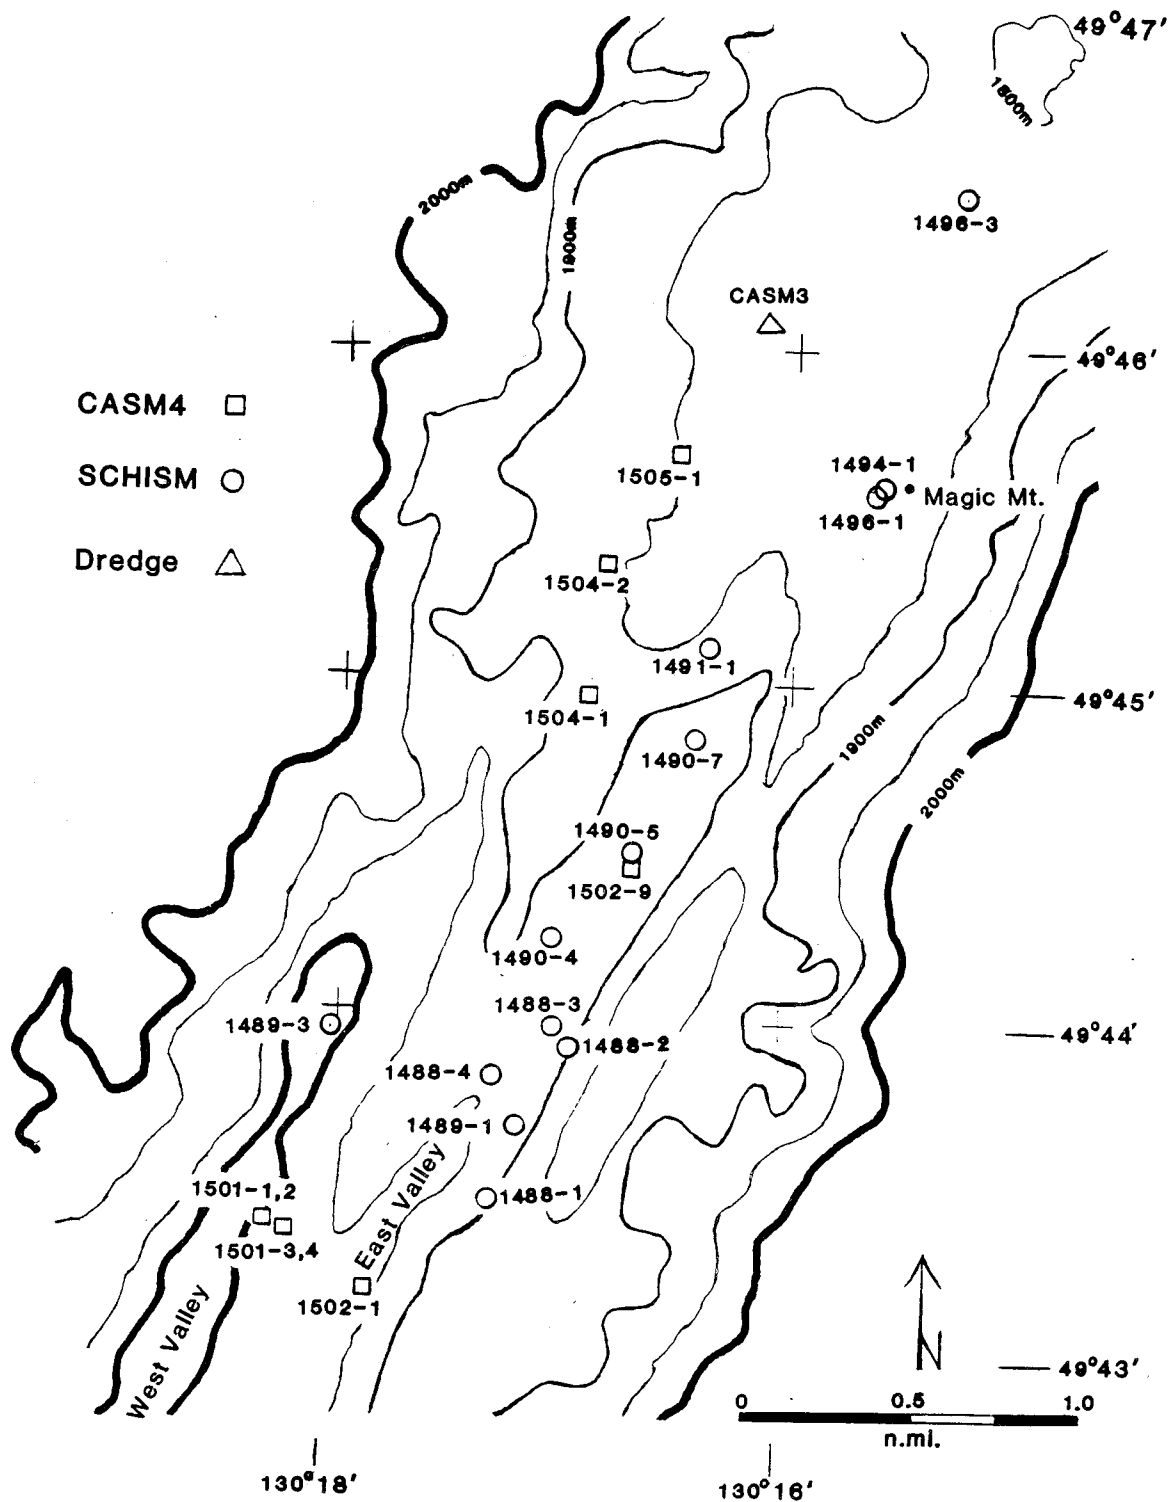 49°47'
1800m
2000m
1900m
1496-3
CASM3
49°46'
CASM4
SCHISM
Dredge
1505-1
1494-1
Magic Mt.
1496-1
1504-2
1491-1
1504-1
49°45'
1490-7
1900m
2000m
1490-5
1502-9
1490-4
1488-3
1489-3
1488-2
49°44'
1488-4
1489-1
East Valley
1501-1,2
1488-1
1501-3,4
1502-1
West Valley
N
49°43'
0 0.5 1.0
n.mi.
130°18'
130°16'